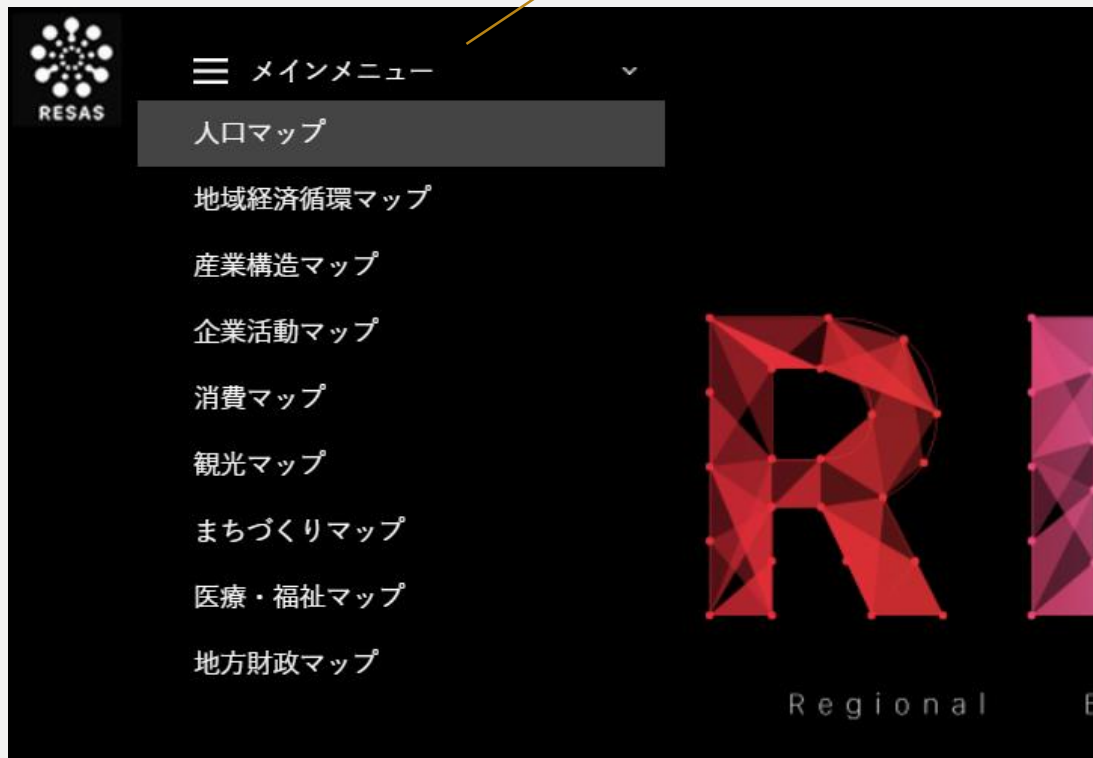 RESAS
メインメニュー
人口マップ
地域経済循環マップ
産業構造マップ
企業活動マップ
消費マップ
観光マップ
まちづくりマップ
医療・福祉マップ
地方財政マップ
R
Regional E